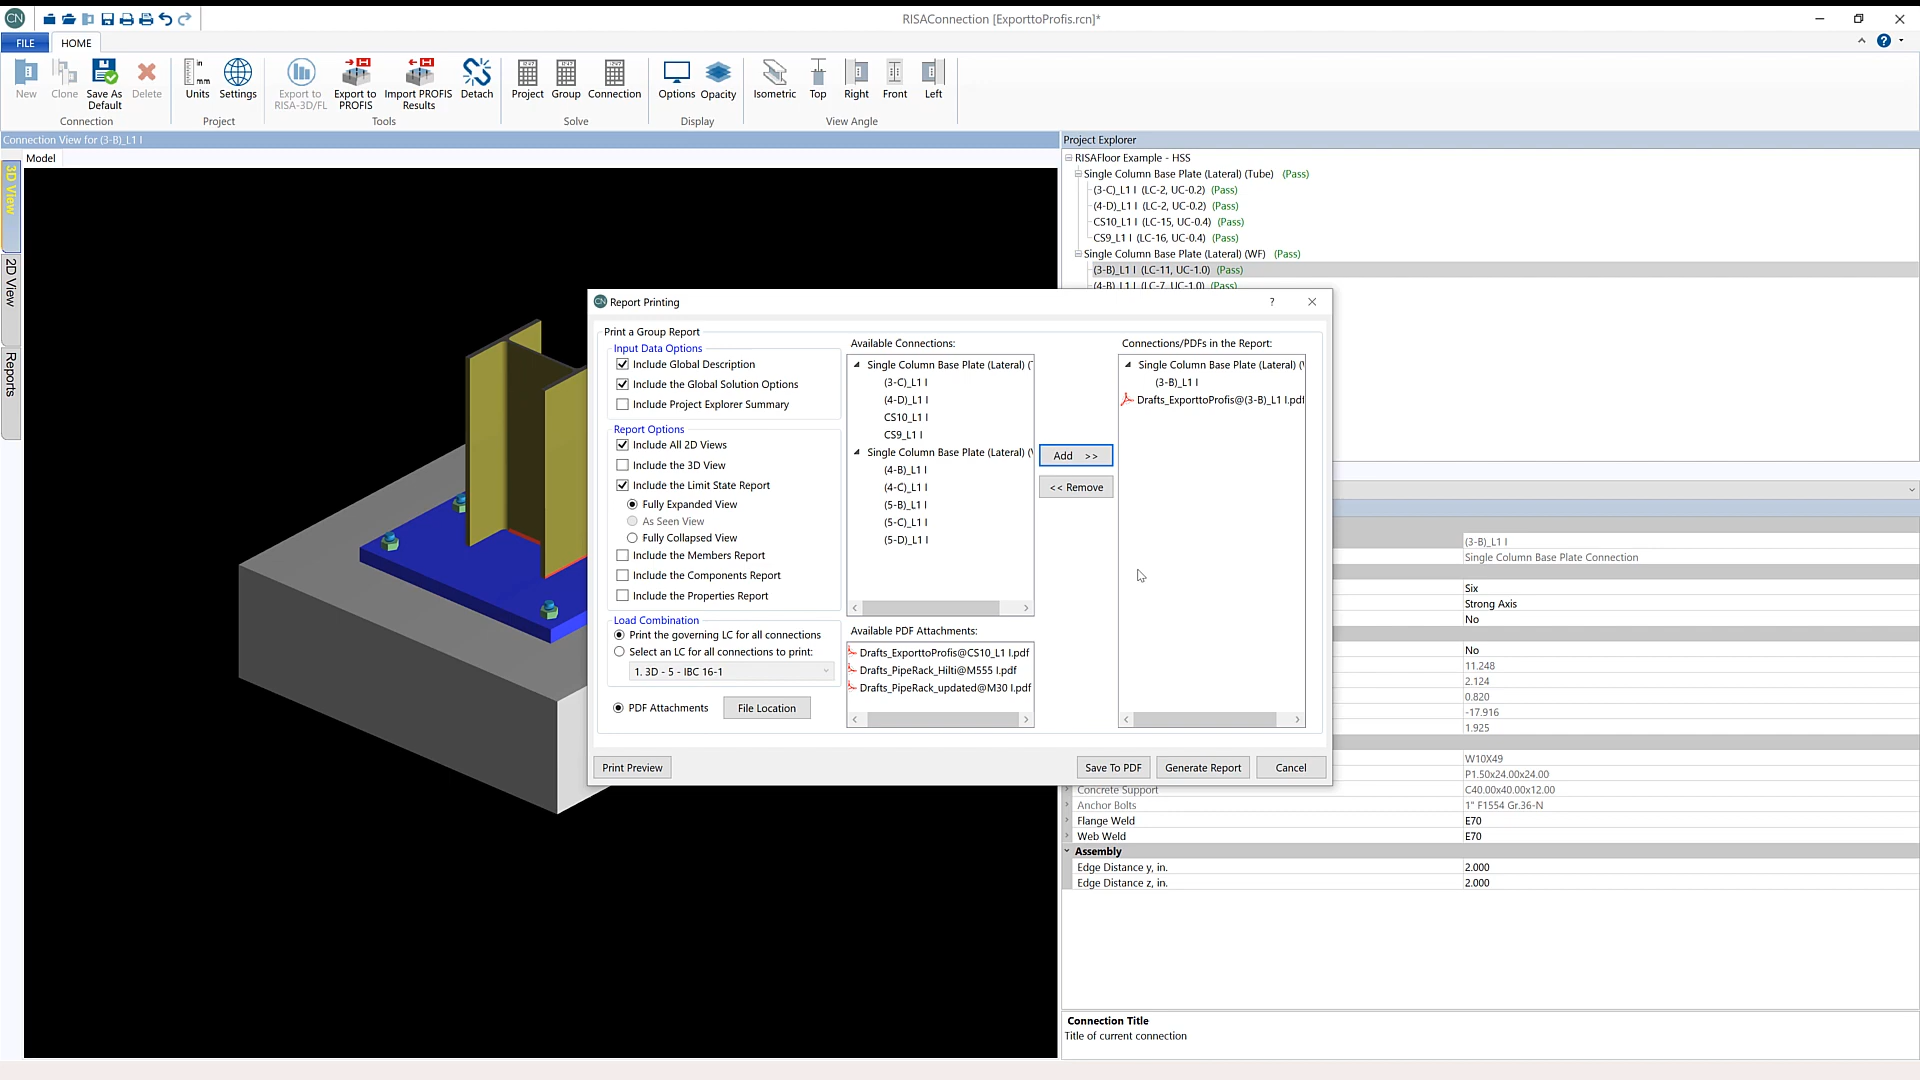 CN
RISAConnection [ExporttoProfis.rcn]*
FILE
HOME
New
Clone
Save As Default
Delete
Units
Settings
Export to RISA-3D/FL
Export to PROFIS
Import PROFIS Results
Detach
Project
Group
Connection
Options
Opacity
Isometric
Top
Right
Front
Left
Connection
Project
Tools
Solve
Display
View Angle
Connection View for (3-B)_L1 I
Model
3D View
2D View
Reports
Project Explorer
RISAFloor Example - HSS
Single Column Base Plate (Lateral) (Tube) (Pass)
(3-C)_L1 I (LC-2, UC-0.2) (Pass)
(4-D)_L1 I (LC-2, UC-0.2) (Pass)
CS10_L1 I (LC-15, UC-0.4) (Pass)
CS9_L1 I (LC-16, UC-0.4) (Pass)
Single Column Base Plate (Lateral) (WF) (Pass)
(3-B)_L1 I (LC-11, UC-1.0) (Pass)
(4-B)_L1 I (LC-7, UC-1.0) (Pass)
Report Printing
Print a Group Report
Input Data Options
Include Global Description
Include the Global Solution Options
Include Project Explorer Summary
Report Options
Include All 2D Views
Include the 3D View
Include the Limit State Report
Fully Expanded View
As Seen View
Fully Collapsed View
Include the Members Report
Include the Components Report
Include the Properties Report
Load Combination
Print the governing LC for all connections
Select an LC for all connections to print:
1. 3D - 5 - IBC 16-1
PDF Attachments
File Location
Available Connections:
Single Column Base Plate (Lateral) (
(3-C)_L1 I
(4-D)_L1 I
CS10_L1 I
CS9_L1 I
Single Column Base Plate (Lateral) (
(4-B)_L1 I
(4-C)_L1 I
(5-B)_L1 I
(5-C)_L1 I
(5-D)_L1 I
Available PDF Attachments:
Drafts_ExporttoProfis@CS10_L1 I.pdf
Drafts_PipeRack_Hilti@M555 I.pdf
Drafts_PipeRack_updated@M30 I.pdf
Add >>
<< Remove
Connections/PDFs in the Report:
Single Column Base Plate (Lateral) (
(3-B)_L1 I
Drafts_ExporttoProfis@(3-B)_L1 I.pdf
Print Preview
Save To PDF
Generate Report
Cancel
(3-B)_L1 I
Single Column Base Plate Connection
Six
Strong Axis
No
No
11.248
2.124
0.820
-17.916
1.925
W10X49
P1.50x24.00x24.00
Concrete Support C40.00x40.00x12.00
Anchor Bolts 1" F1554 Gr.36-N
Flange Weld E70
Web Weld E70
Assembly
Edge Distance y, in. 2.000
Edge Distance z, in. 2.000
Connection Title
Title of current connection